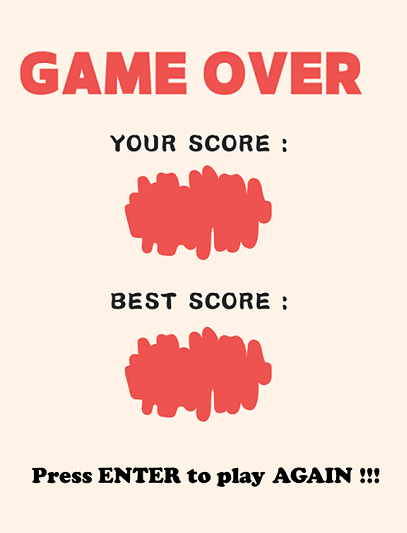 GAME OVER
YOUR SCORE :
BEST SCORE :
Press ENTER to play AGAIN !!!